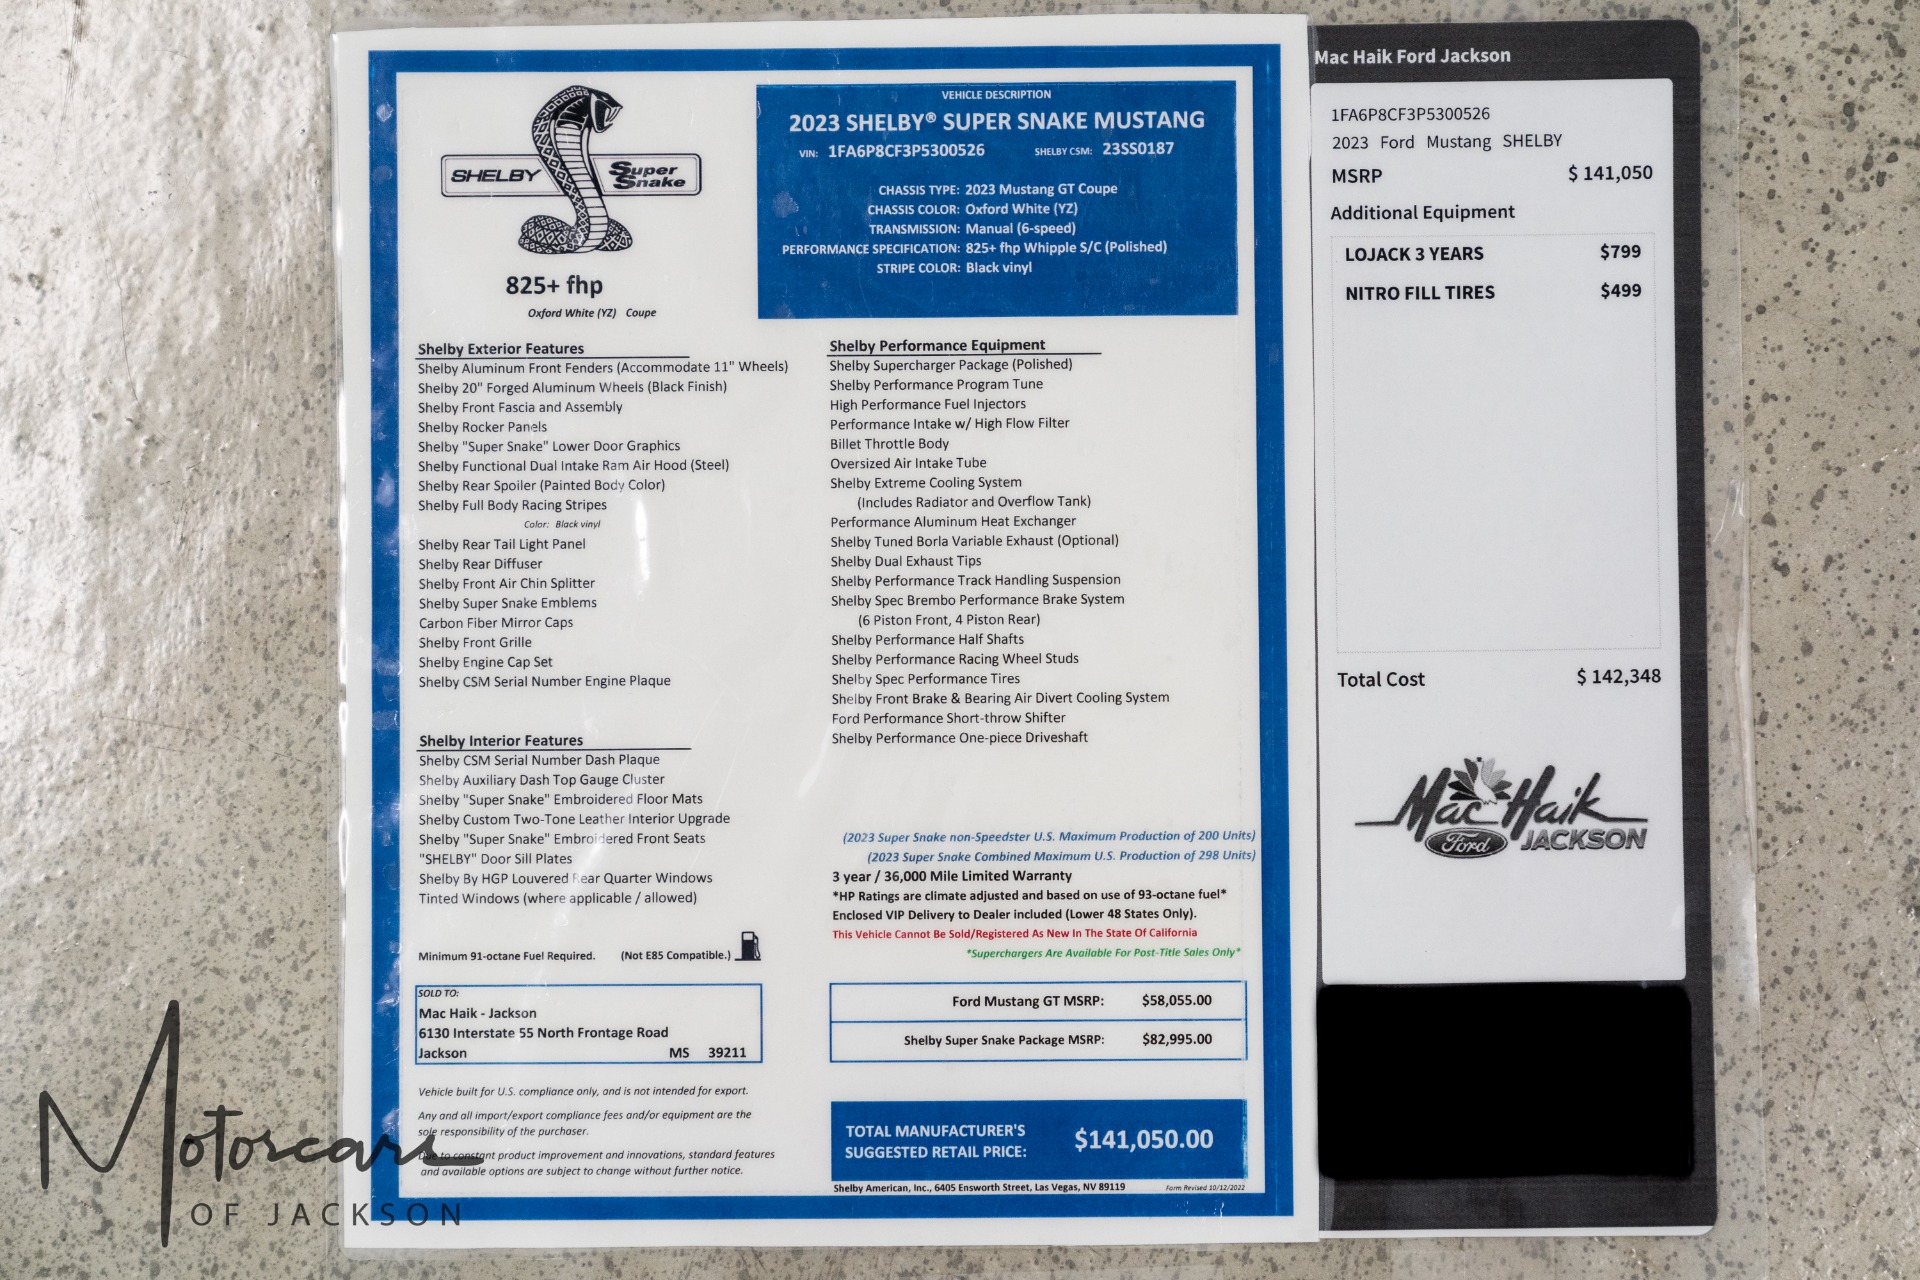 SHELBY Super Snake
825+ fhp
Oxford White (YZ) Coupe
VEHICLE DESCRIPTION
2023 SHELBY® SUPER SNAKE MUSTANG
VIN: 1FA6P8CF3P5300526 SHELBY CSM: 23SS0187
CHASSIS TYPE: 2023 Mustang GT Coupe
CHASSIS COLOR: Oxford White (YZ)
TRANSMISSION: Manual (6-speed)
PERFORMANCE SPECIFICATION: 825+ fhp Whipple S/C (Polished)
STRIPE COLOR: Black vinyl
Shelby Exterior Features
Shelby Aluminum Front Fenders (Accommodate 11" Wheels)
Shelby 20" Forged Aluminum Wheels (Black Finish)
Shelby Front Fascia and Assembly
Shelby Rocker Panels
Shelby "Super Snake" Lower Door Graphics
Shelby Functional Dual Intake Ram Air Hood (Steel)
Shelby Rear Spoiler (Painted Body Color)
Shelby Full Body Racing Stripes
Color: Black vinyl
Shelby Rear Tail Light Panel
Shelby Rear Diffuser
Shelby Front Air Chin Splitter
Shelby Super Snake Emblems
Carbon Fiber Mirror Caps
Shelby Front Grille
Shelby Engine Cap Set
Shelby CSM Serial Number Engine Plaque
Shelby Interior Features
Shelby CSM Serial Number Dash Plaque
Shelby Auxiliary Dash Top Gauge Cluster
Shelby "Super Snake" Embroidered Floor Mats
Shelby Custom Two-Tone Leather Interior Upgrade
Shelby "Super Snake" Embroidered Front Seats
"SHELBY" Door Sill Plates
Shelby By HGP Louvered Rear Quarter Windows
Tinted Windows (where applicable / allowed)
Minimum 91-octane Fuel Required. (Not E85 Compatible.)
SOLD TO:
Mac Haik - Jackson
6130 Interstate 55 North Frontage Road
Jackson MS 39211
Vehicle built for U.S. compliance only, and is not intended for export.
Any and all import/export compliance fees and/or equipment are the
sole responsibility of the purchaser.
Due to constant product improvement and innovations, standard features
and available options are subject to change without further notice.
Shelby Performance Equipment
Shelby Supercharger Package (Polished)
Shelby Performance Program Tune
High Performance Fuel Injectors
Performance Intake w/ High Flow Filter
Billet Throttle Body
Oversized Air Intake Tube
Shelby Extreme Cooling System
(Includes Radiator and Overflow Tank)
Performance Aluminum Heat Exchanger
Shelby Tuned Borla Variable Exhaust (Optional)
Shelby Dual Exhaust Tips
Shelby Performance Track Handling Suspension
Shelby Spec Brembo Performance Brake System
(6 Piston Front, 4 Piston Rear)
Shelby Performance Half Shafts
Shelby Performance Racing Wheel Studs
Shelby Spec Performance Tires
Shelby Front Brake & Bearing Air Divert Cooling System
Ford Performance Short-throw Shifter
Shelby Performance One-piece Driveshaft
(2023 Super Snake non-Speedster U.S. Maximum Production of 200 Units)
(2023 Super Snake Combined Maximum U.S. Production of 298 Units)
3 year / 36,000 Mile Limited Warranty
*HP Ratings are climate adjusted and based on use of 93-octane fuel*
Enclosed VIP Delivery to Dealer included (Lower 48 States Only).
This Vehicle Cannot Be Sold/Registered As New In The State Of California
*Superchargers Are Available For Post-Title Sales Only*
Ford Mustang GT MSRP: $58,055.00
Shelby Super Snake Package MSRP: $82,995.00
TOTAL MANUFACTURER'S
SUGGESTED RETAIL PRICE: $141,050.00
Shelby American, Inc., 6405 Ensworth Street, Las Vegas, NV 89119 Form Revised 10/12/2022
Mac Haik Ford Jackson
1FA6P8CF3P5300526
2023 Ford Mustang SHELBY
MSRP $ 141,050
Additional Equipment
LOJACK 3 YEARS $799
NITRO FILL TIRES $499
Total Cost $ 142,348
Mac Haik
Ford JACKSON
Motorcars
OF JACKSON